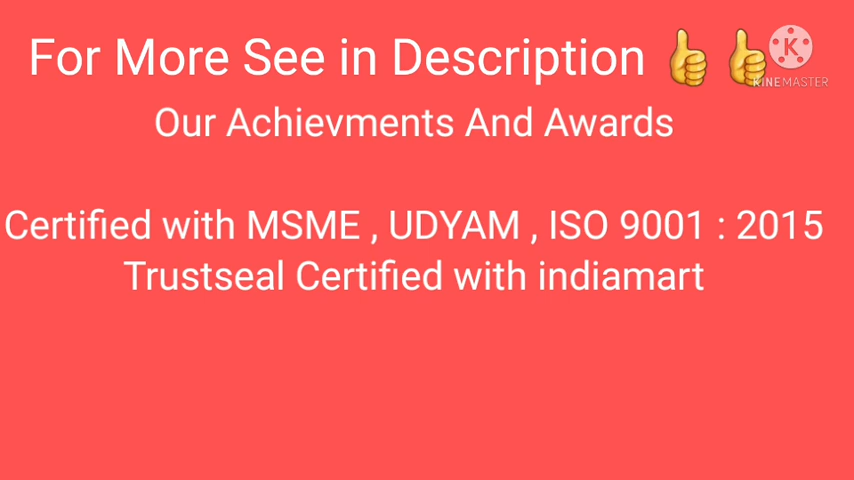 For More See in Description 👍 👍
KINEMASTER
Our Achievments And Awards
Certified with MSME , UDYAM , ISO 9001 : 2015
Trustseal Certified with indiamart